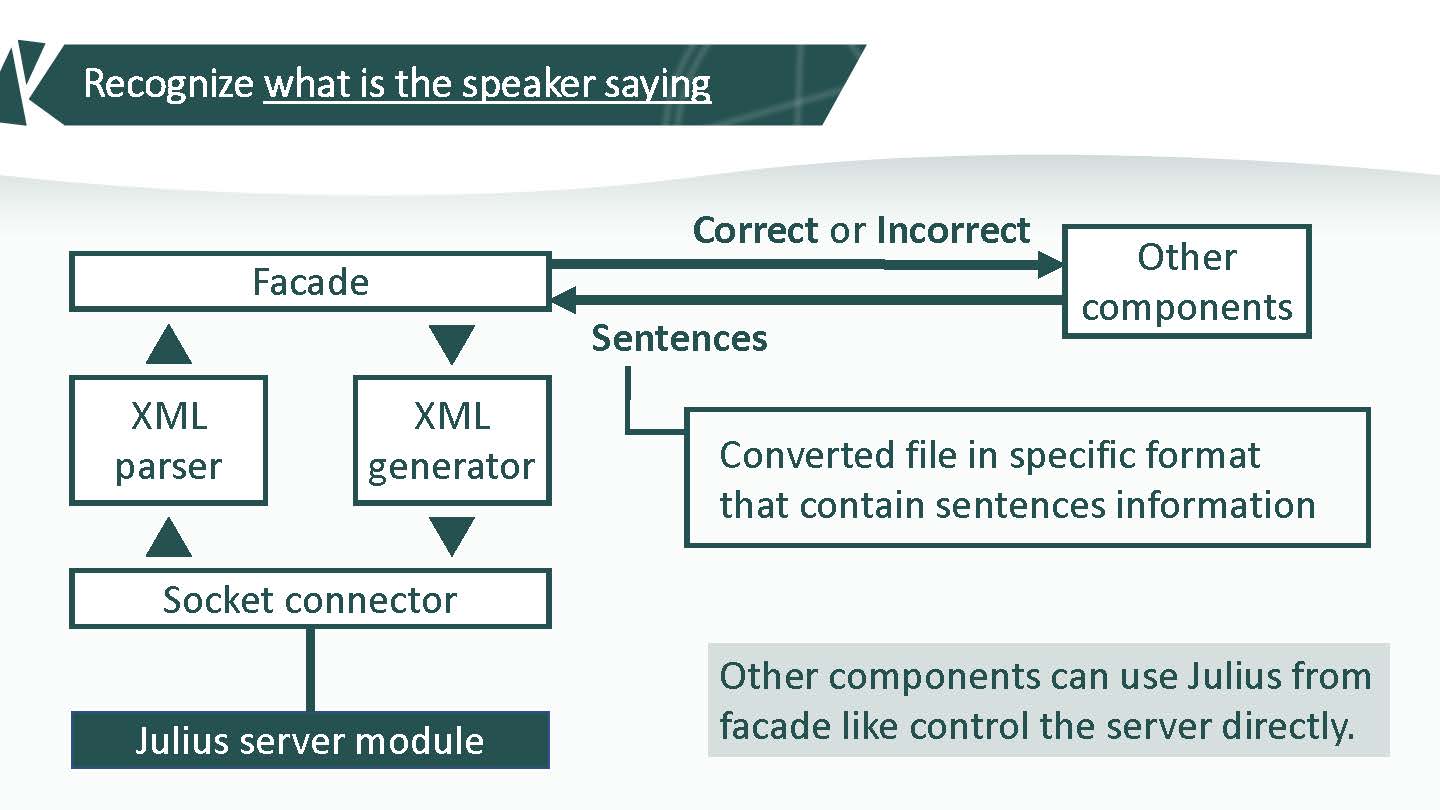 Recognize what is the speaker saying
Correct or Incorrect
Other
components
Facade
Sentences
XML
parser
XML
generator
Converted file in specific format
that contain sentences information
Socket connector
Other components can use Julius from
facade like control the server directly.
Julius server module